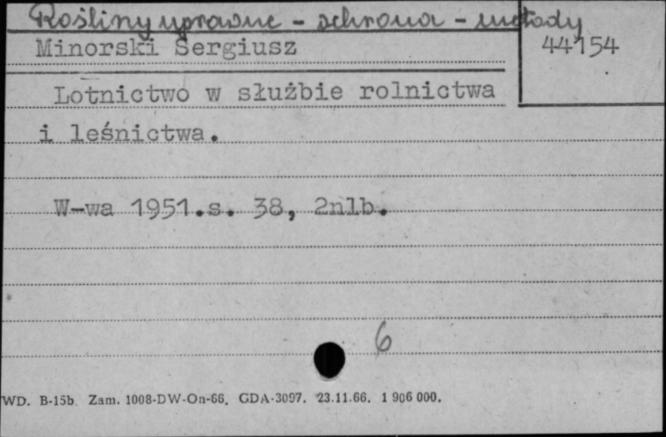 Rośliny uprawne - ochrona - metody
Minorski Sergiusz
44154
Lotnictwo w służbie rolnictwa
i leśnictwa.
W-wa 1951.s. 38, 2nlb.
6
WD. B-15b. Zam. 1008-DW-On-66. GDA-3097. 23.11.66. 1 906 000.